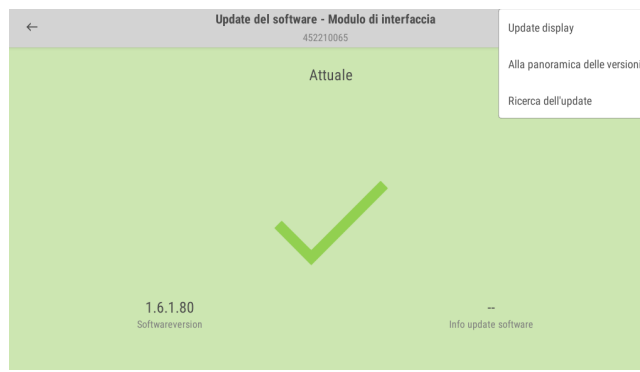 Update del software - Modulo di interfaccia
452210065
Update display
Alla panoramica delle versioni
Ricerca dell'update
Attuale
1.6.1.80
Softwareversion
--
Info update software